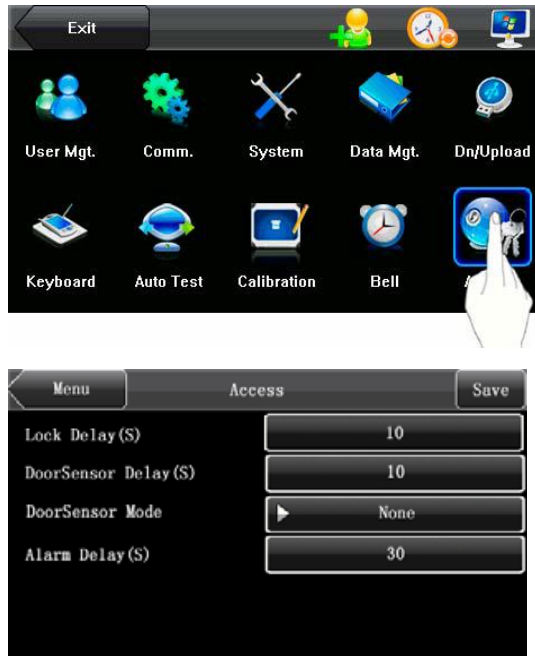 Exit
User Mgt. Comm. System Data Mgt. Dn/Upload
Keyboard Auto Test Calibration Bell
Menu Access Save
Lock Delay(S) 10
DoorSensor Delay(S) 10
DoorSensor Mode None
Alarm Delay(S) 30